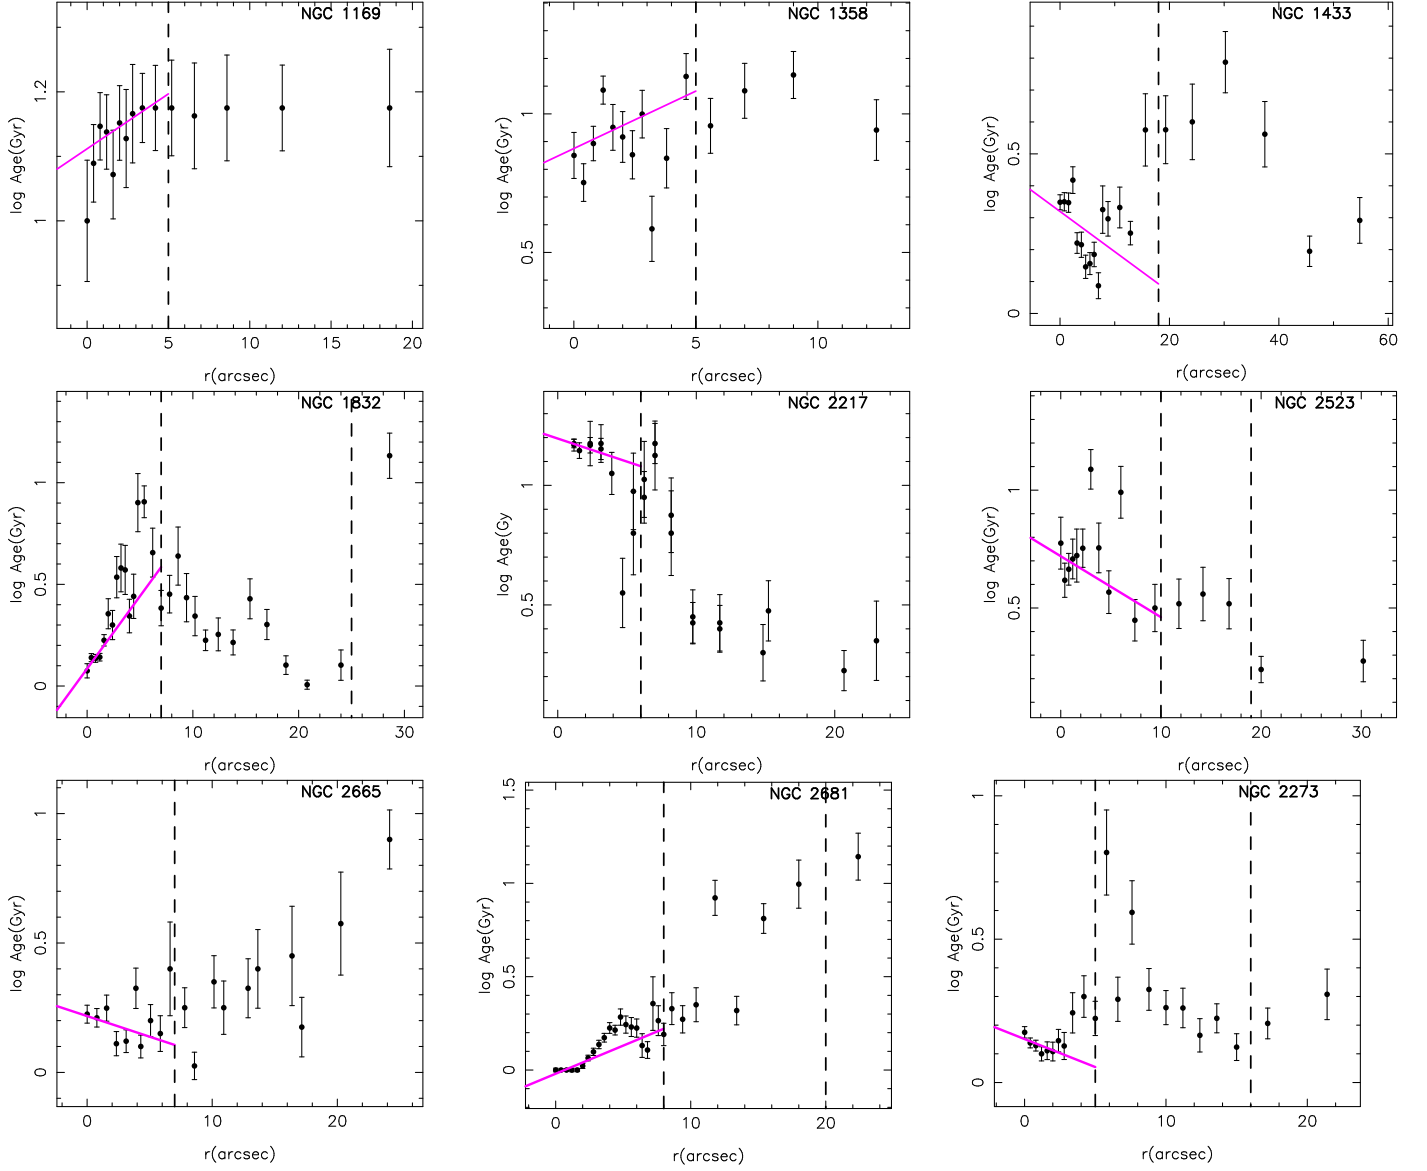 NGC 1169
log Age(Gyr)
1.2
1
0 5 10 15 20
r(arcsec)
NGC 1358
log Age(Gyr)
1
0.5
0 5 10
r(arcsec)
NGC 1433
log Age(Gyr)
0.5
0
0 20 40 60
r(arcsec)
NGC 1832
log Age(Gyr)
1
0.5
0
0 10 20 30
r(arcsec)
NGC 2217
log Age(Gy
1
0.5
0 5 10 15 20
r(arcsec)
NGC 2523
log Age(Gyr)
1
0.5
0 10 20 30
r(arcsec)
NGC 2665
log Age(Gyr)
1
0.5
0
0 10 20
r(arcsec)
NGC 2681
log Age(Gyr)
1.5
1
0.5
0
0 10 20
r(arcsec)
NGC 2273
log Age(Gyr)
1
0.5
0
0 10 20
r(arcsec)